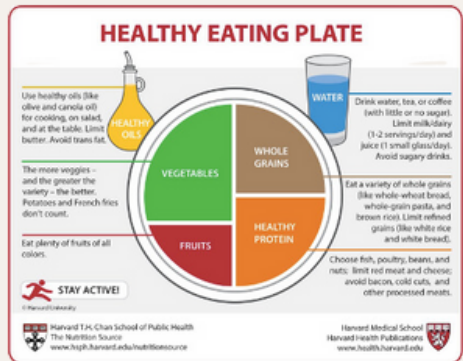 HEALTHY EATING PLATE
Use healthy oils (like
olive and canola oil)
for cooking, on salad,
and at the table. Limit
butter. Avoid trans fat.
HEALTHY
OILS
The more veggies –
and the greater the
variety – the better.
Potatoes and French fries
don't count.
Eat plenty of fruits of all
colors.
STAY ACTIVE!
© Harvard University
VEGETABLES
FRUITS
WHOLE
GRAINS
HEALTHY
PROTEIN
WATER
Drink water, tea, or coffee
(with little or no sugar).
Limit milk/dairy
(1-2 servings/day) and
juice (1 small glass/day).
Avoid sugary drinks.
Eat a variety of whole grains
(like whole-wheat bread,
whole-grain pasta, and
brown rice). Limit refined
grains (like white rice
and white bread).
Choose fish, poultry, beans, and
nuts; limit red meat and cheese;
avoid bacon, cold cuts, and
other processed meats.
Harvard T.H. Chan School of Public Health
The Nutrition Source
www.hsph.harvard.edu/nutritionsource
Harvard Medical School
Harvard Health Publications
www.health.harvard.edu